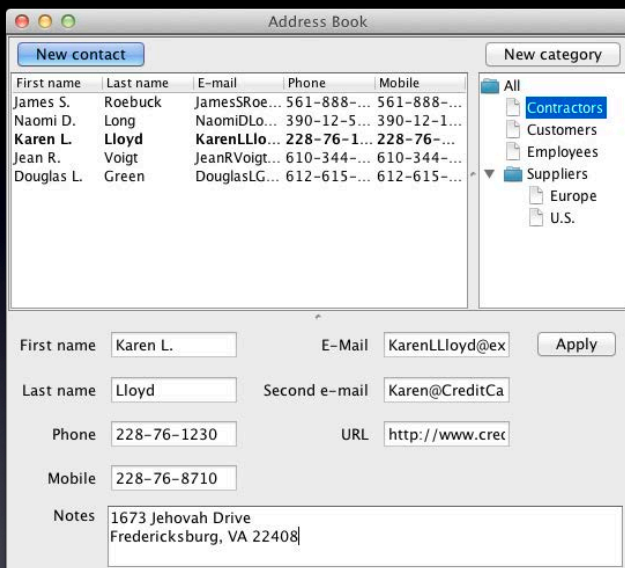 Address Book
New contact New category
First name Last name E-mail Phone Mobile
James S. Roebuck JamesSRoe... 561-888-... 561-888-...
Naomi D. Long NaomiDLo... 390-12-5... 390-12-1...
Karen L. Lloyd KarenLLlo... 228-76-1... 228-76-...
Jean R. Voigt JeanRVoigt... 610-344-... 610-344-...
Douglas L. Green DouglasLG... 612-615-... 612-615-...
All
Contractors
Customers
Employees
Suppliers
Europe
U.S.
First name Karen L. E-Mail KarenLLloyd@ex Apply
Last name Lloyd Second e-mail Karen@CreditCa
Phone 228-76-1230 URL http://www.crec
Mobile 228-76-8710
Notes 1673 Jehovah Drive
Fredericksburg, VA 22408